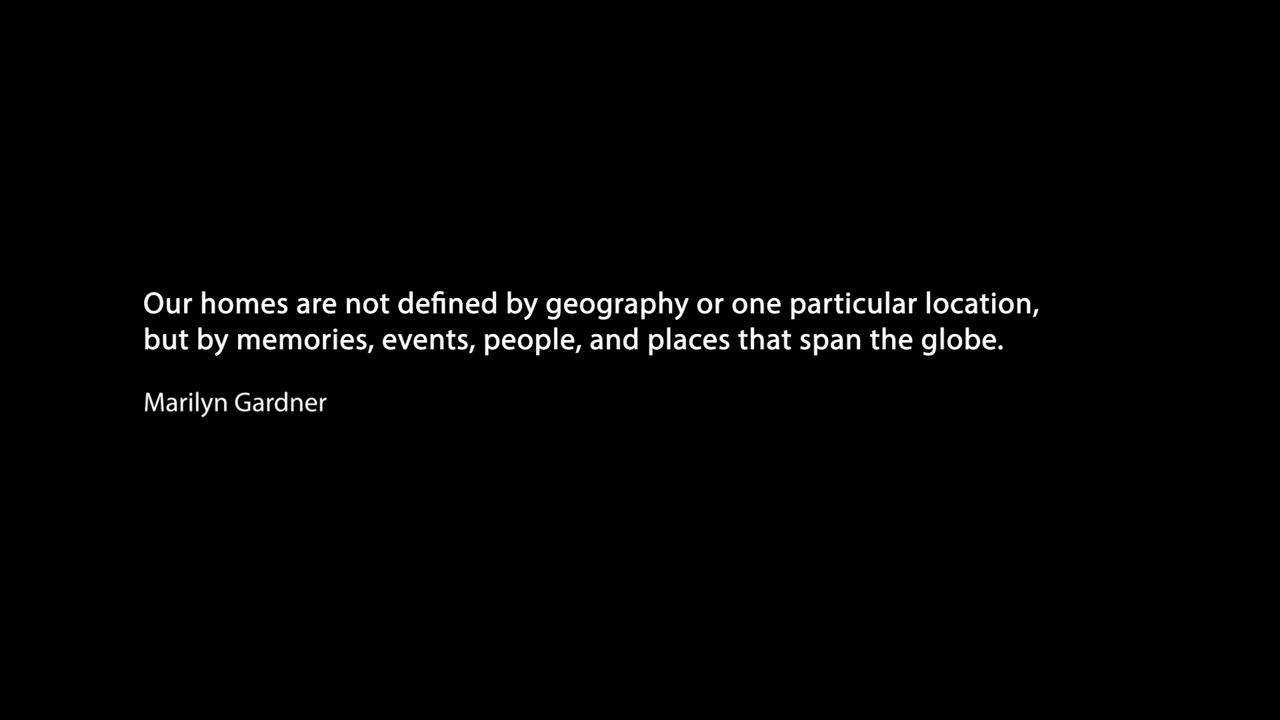 Our homes are not defined by geography or one particular location,
but by memories, events, people, and places that span the globe.
Marilyn Gardner